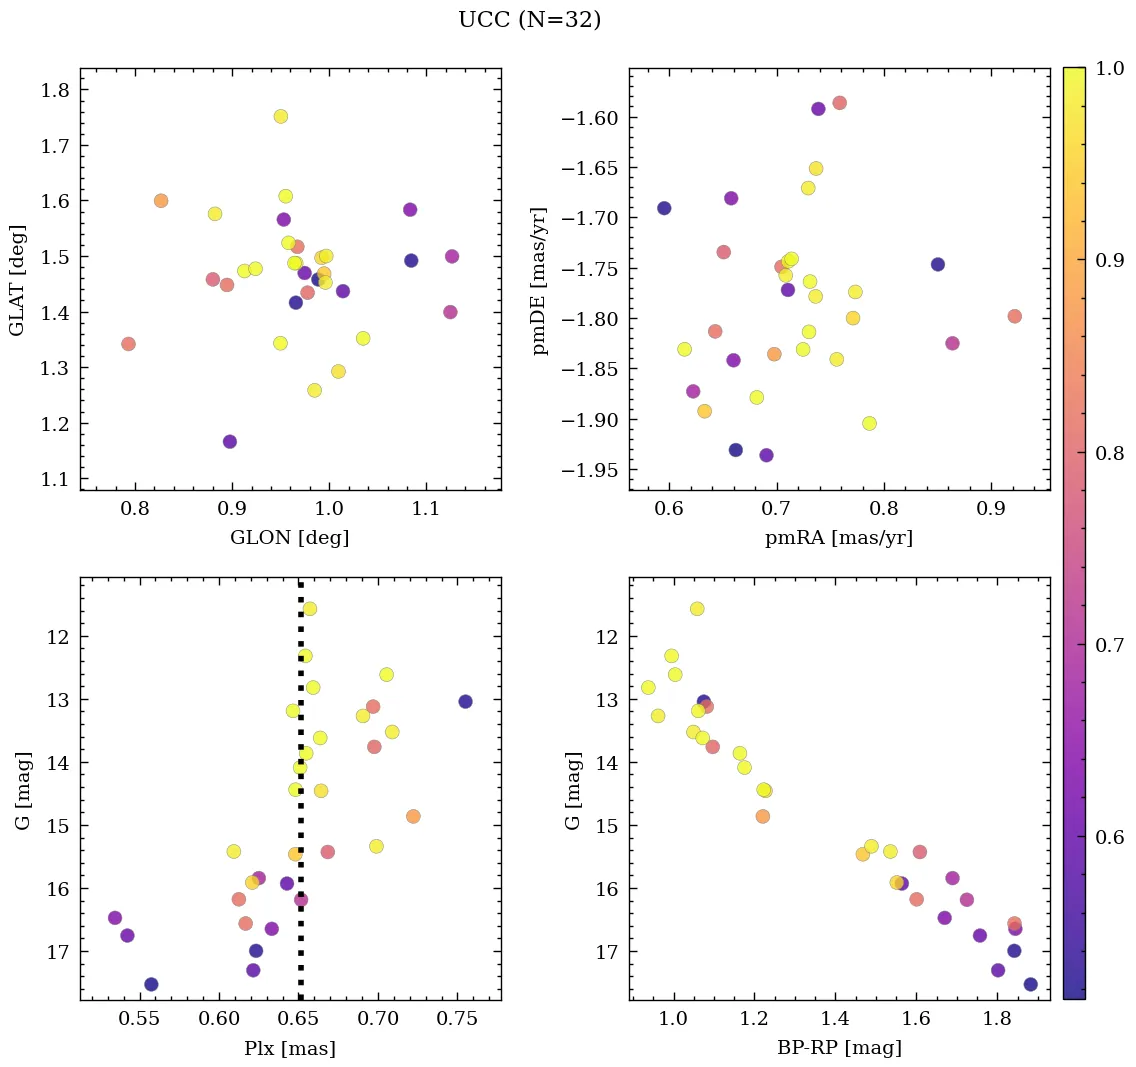 UCC (N=32)
1.8
1.7
1.6
1.5
1.4
1.3
1.2
1.1
GLAT [deg]
0.8 0.9 1.0 1.1
GLON [deg]
−1.60
−1.65
−1.70
−1.75
−1.80
−1.85
−1.90
−1.95
pmDE [mas/yr]
0.6 0.7 0.8 0.9
pmRA [mas/yr]
12
13
14
15
16
17
G [mag]
0.55 0.60 0.65 0.70 0.75
Plx [mas]
12
13
14
15
16
17
G [mag]
1.0 1.2 1.4 1.6 1.8
BP-RP [mag]
1.0
0.9
0.8
0.7
0.6